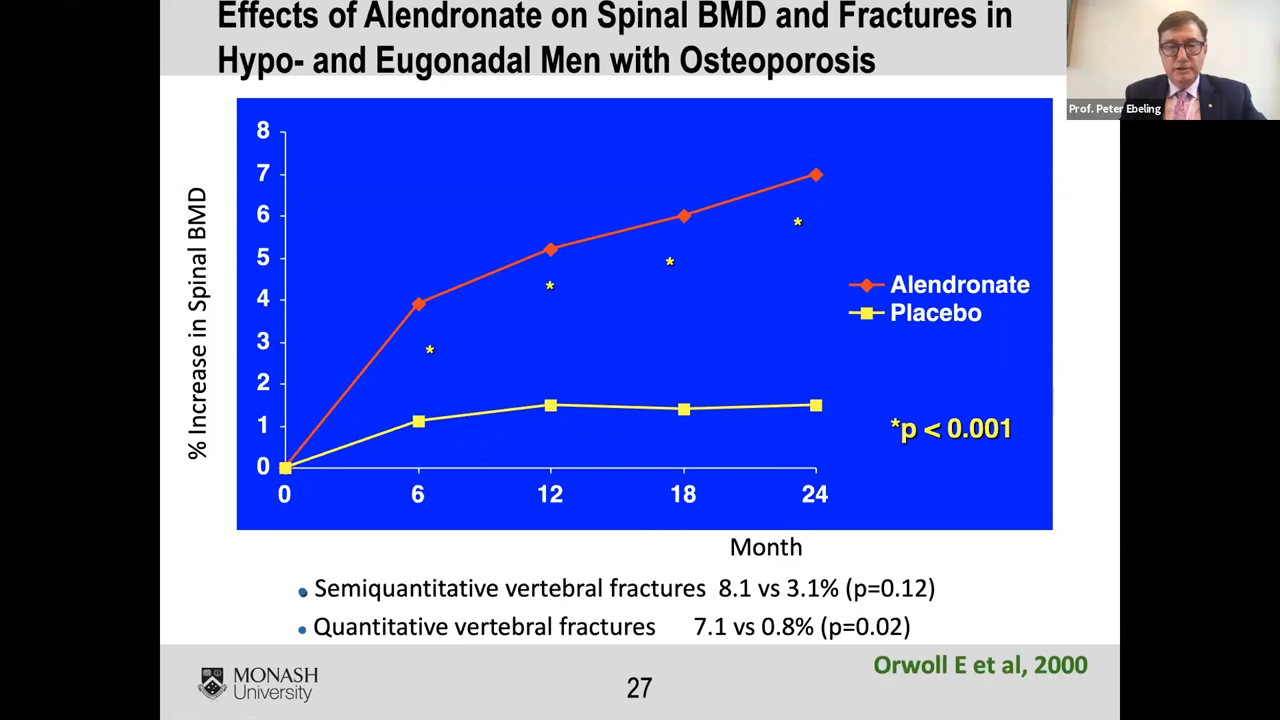 Effects of Alendronate on Spinal BMD and Fractures in
Hypo- and Eugonadal Men with Osteoporosis
Prof. Peter Ebeling
% Increase in Spinal BMD
8
7
6
5
4
3
2
1
0
*
*
*
*
0 6 12 18 24
Alendronate
Placebo
*p < 0.001
Month
• Semiquantitative vertebral fractures 8.1 vs 3.1% (p=0.12)
• Quantitative vertebral fractures 7.1 vs 0.8% (p=0.02)
MONASH
University
27
Orwoll E et al, 2000